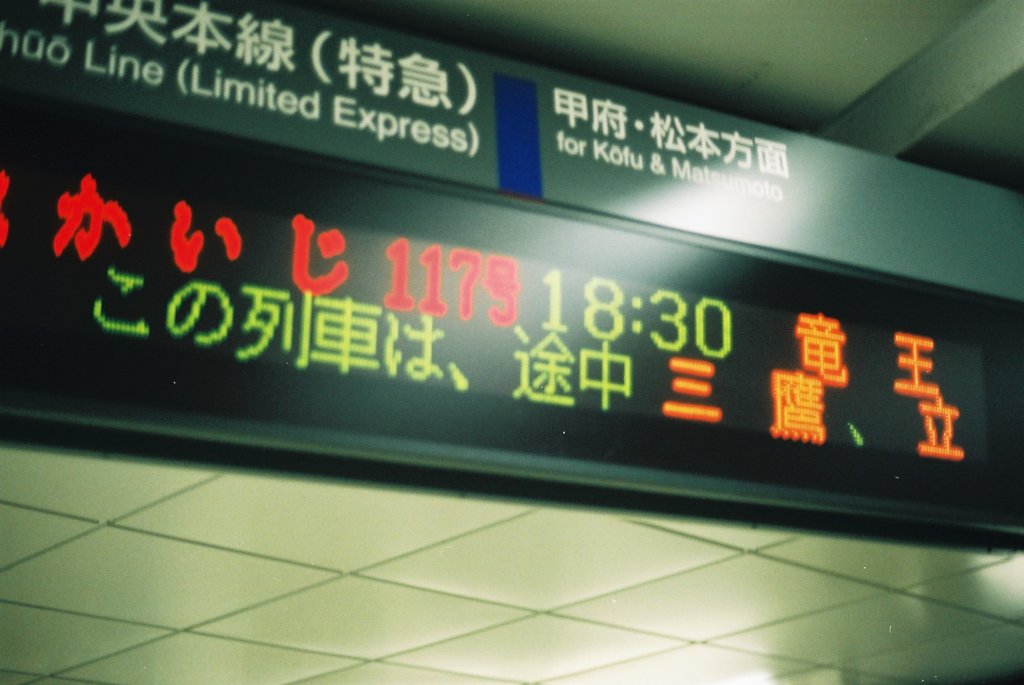 中央本線(特急)
hūō Line (Limited Express)
甲府・松本方面
for Kōfu & Matsumoto
かいじ 117号 18:30 竜王
この列車は、途中 三鷹、立